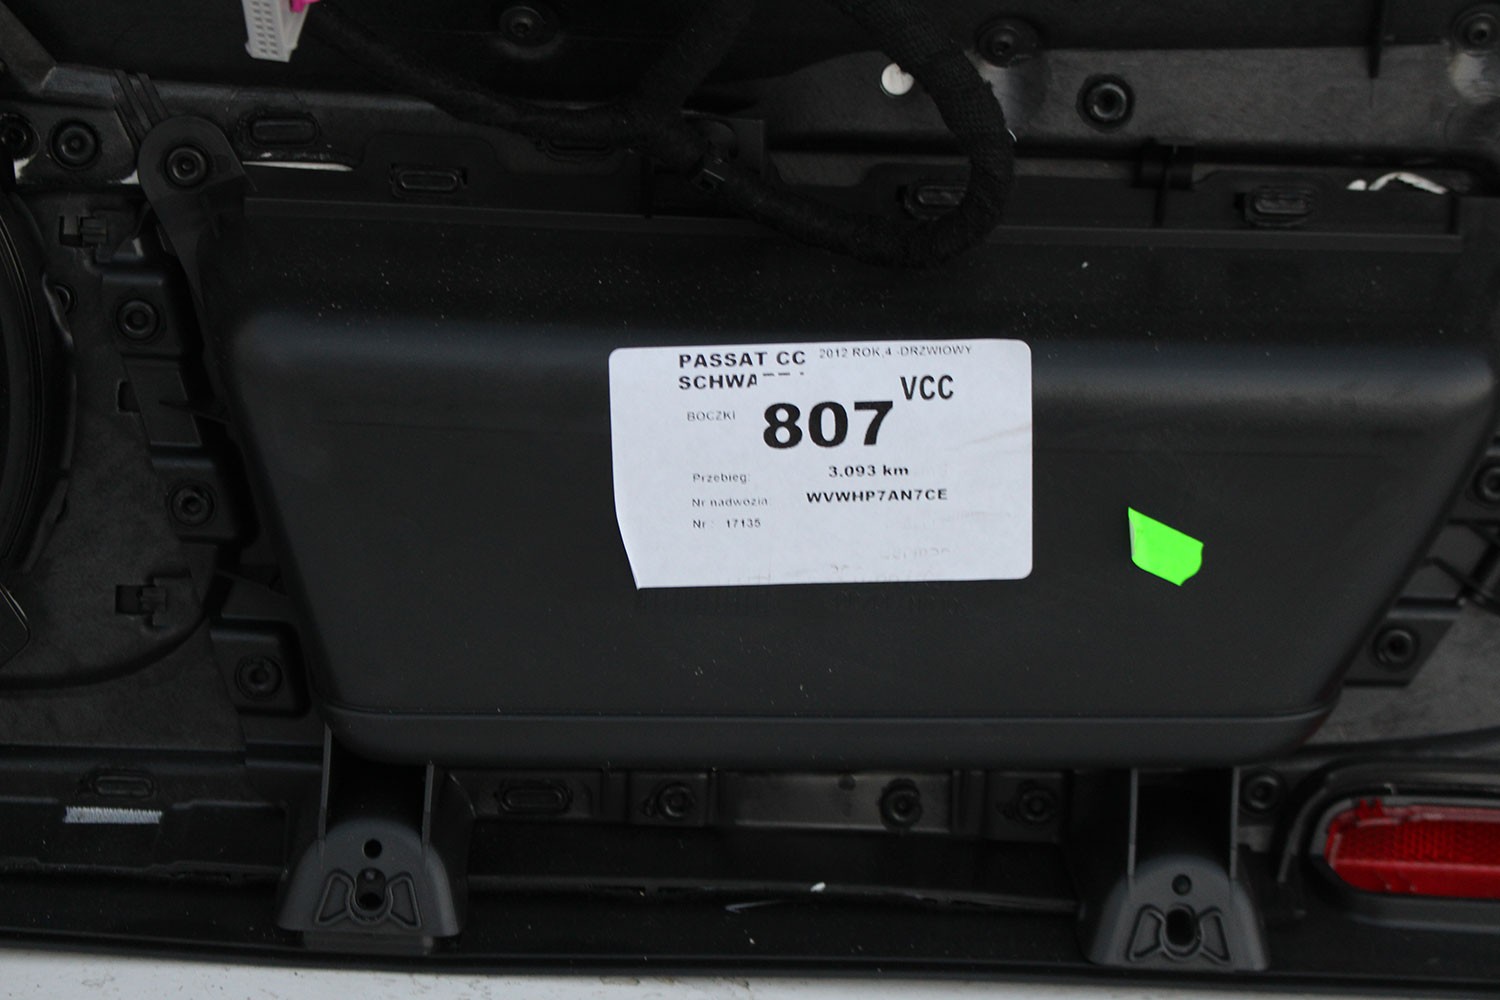 PASSAT CC 2012 ROK,4 -DRZWIOWY
VCC
BOCZKI 807
Przebieg: 3.093 km
Nr nadwozia: WVWHP7AN7CE
Nr : 17135